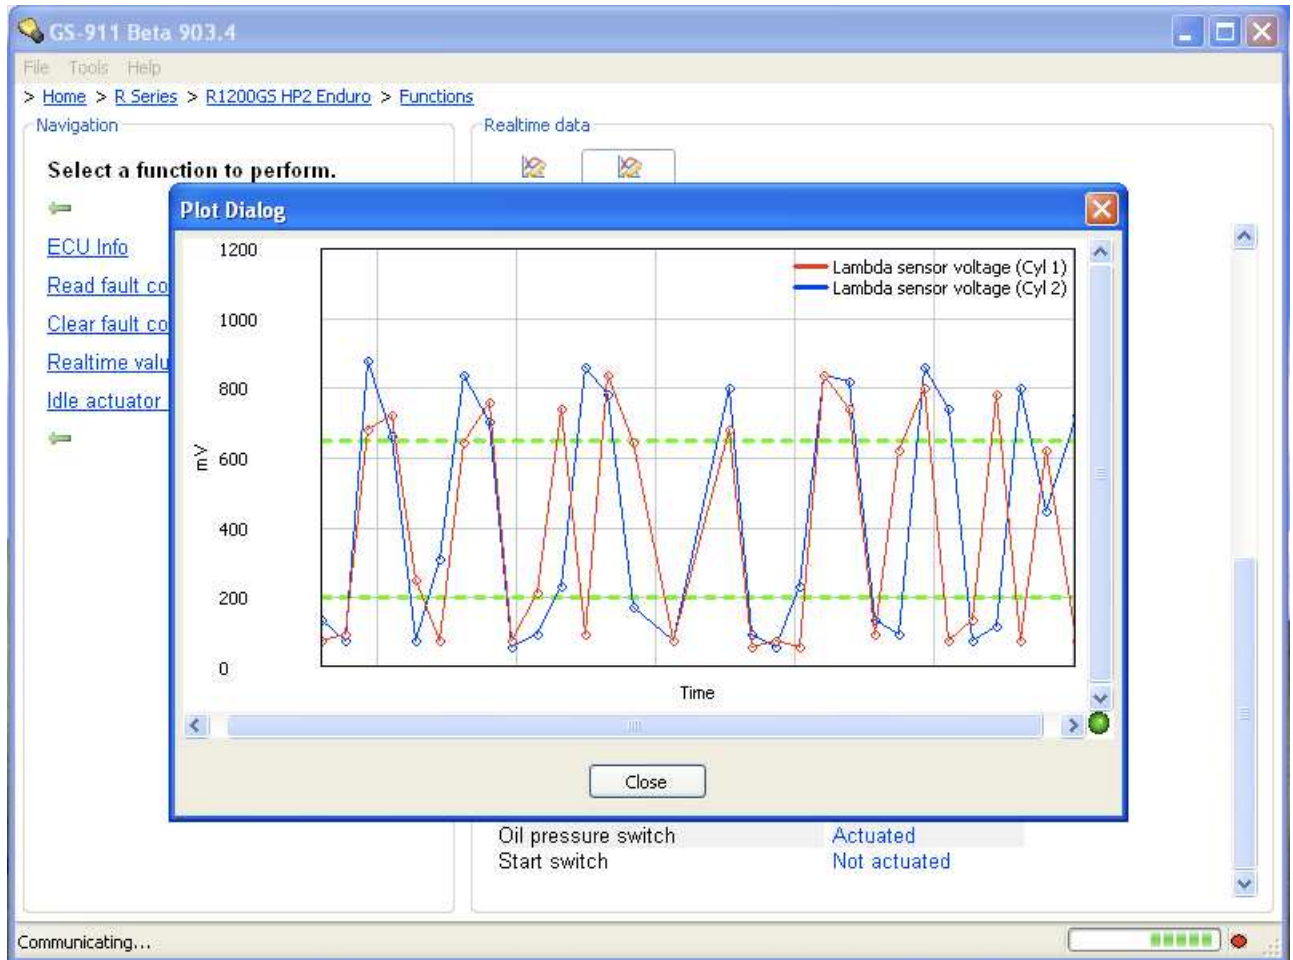 GS-911 Beta 903.4
File Tools Help
> Home > R Series > R1200GS HP2 Enduro > Functions
Navigation
Realtime data
Select a function to perform.
Plot Dialog
ECU Info
Read fault co
Clear fault co
Realtime valu
Idle actuator
1200
1000
800
600
400
200
0
mV
Lambda sensor voltage (Cyl 1)
Lambda sensor voltage (Cyl 2)
Time
Close
Oil pressure switch Actuated
Start switch Not actuated
Communicating...